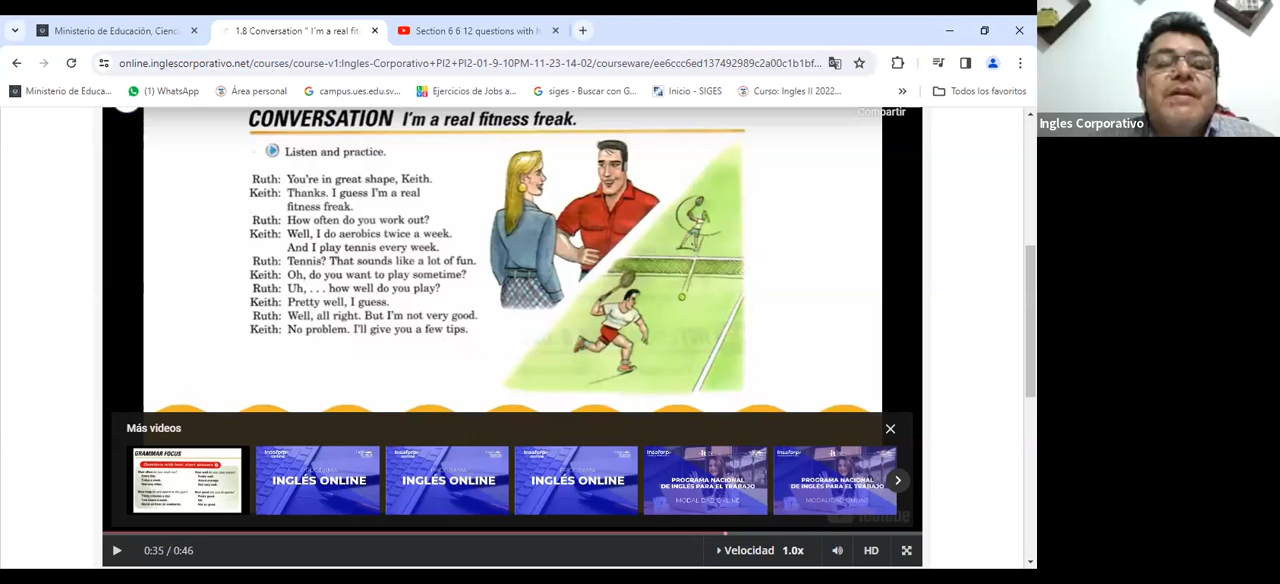 Ministerio de Educación, Cienc
1.8 Conversation " I'm a real fit
Section 6 6 12 questions with h
online.inglescorporativo.net/courses/course-v1:Ingles-Corporativo+PI2+PI2-01-9-10PM-11-23-14-02/courseware/ee6ccc6ed137492989c2a00c1b1bf...
Ministerio de Educa...
(1) WhatsApp
Área personal
campus.ues.edu.sv...
Ejercicios de Jobs a...
siges - Buscar con G...
Inicio - SIGES
Curso: Ingles II 2022...
»
Todos los favoritos
Ingles Corporativo
Compartir
CONVERSATION I'm a real fitness freak.
Listen and practice.
Ruth: You're in great shape, Keith.
Keith: Thanks. I guess I'm a real
fitness freak.
Ruth: How often do you work out?
Keith: Well, I do aerobics twice a week.
And I play tennis every week.
Ruth: Tennis? That sounds like a lot of fun.
Keith: Oh, do you want to play sometime?
Ruth: Uh, . . . how well do you play?
Keith: Pretty well, I guess.
Ruth: Well, all right. But I'm not very good.
Keith: No problem. I'll give you a few tips.
Más videos
GRAMMAR FOCUS
INGLÉS ONLINE
INGLÉS ONLINE
INGLÉS ONLINE
PROGRAMA NACIONAL
DE INGLÉS PARA EL TRABAJO
MODALIDAD ONLINE
PROGRAMA NACIONAL
DE INGLÉS PARA EL TRABAJO
MODALIDAD ONLINE
0:35 / 0:46
Velocidad 1.0x
HD